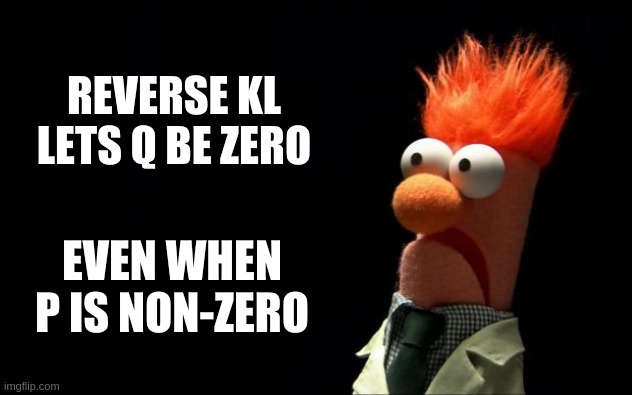 REVERSE KL
LETS Q BE ZERO
EVEN WHEN
P IS NON-ZERO
imgflip.com